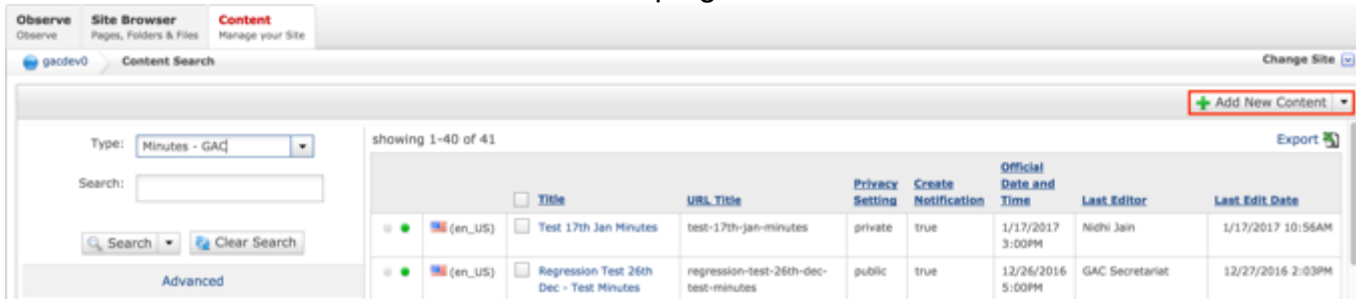 Observe Site Browser Content
Observe Pages, Folders & Files Manage your Site
gacdev0 Content Search Change Site
Add New Content
Type: Minutes - GAC showing 1-40 of 41 Export
Search:
Title URL Title Privacy Setting Create Notification Official Date and Time Last Editor Last Edit Date
(en_US) Test 17th Jan Minutes test-17th-jan-minutes private true 1/17/2017 3:00PM Nidhi Jain 1/17/2017 10:56AM
Search Clear Search
Advanced
(en_US) Regression Test 26th Dec - Test Minutes regression-test-26th-dec-test-minutes public true 12/26/2016 5:00PM GAC Secretariat 12/27/2016 2:03PM